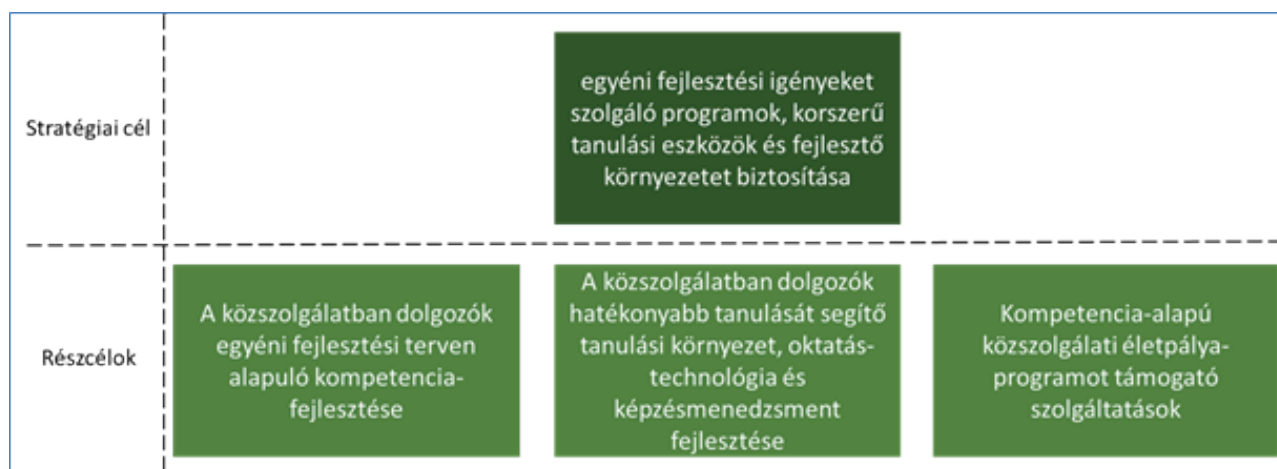 Stratégiai cél
egyéni fejlesztési igényeket
szolgáló programok, korszerű
tanulási eszközök és fejlesztő
környezetet biztosítása
Részcélok
A közszolgálatban dolgozók
egyéni fejlesztési terven
alapuló kompetencia-
fejlesztése
A közszolgálatban dolgozók
hatékonyabb tanulását segítő
tanulási környezet, oktatás-
technológia és
képzésmenedzsment
fejlesztése
Kompetencia-alapú
közszolgálati életpálya-
programot támogató
szolgáltatások